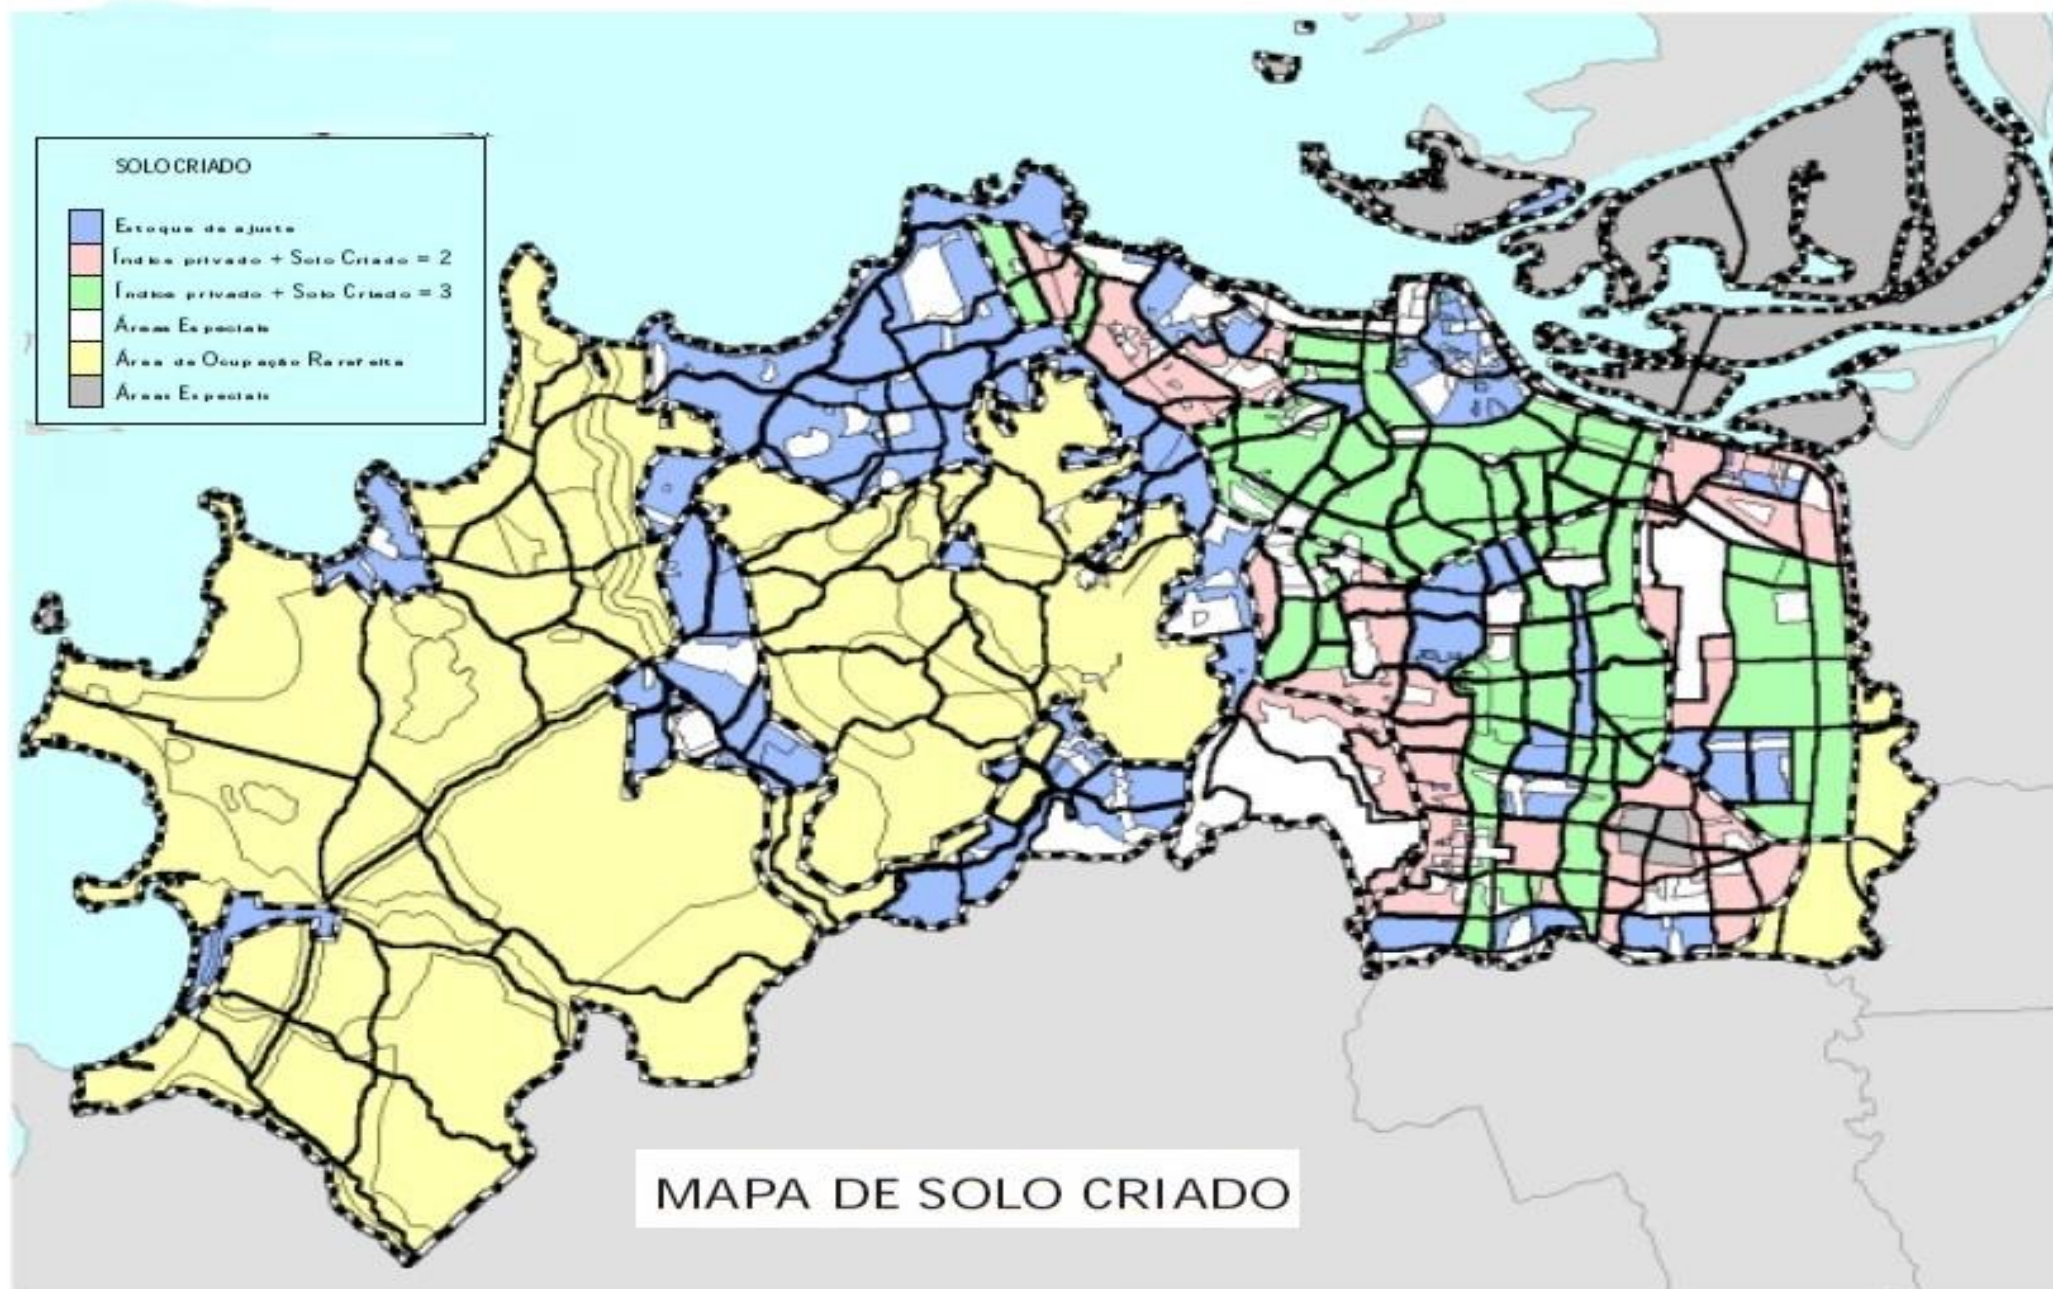 SOLO CRIADO
Estoque de ajuste
Índice privado + Solo Criado = 2
Índice privado + Solo Criado = 3
Áreas Especiais
Área de Ocupação Rarefeita
Áreas Especiais
MAPA DE SOLO CRIADO